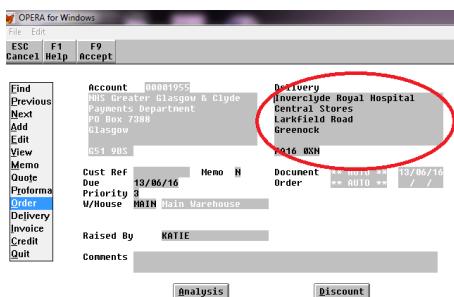 OPERA for Windows
File Edit
ESC F1 F9
Cancel Help Accept
Find
Previous
Next
Add
Edit
View
Memo
Quote
Proforma
Order
Delivery
Invoice
Credit
Quit
Account 00001955
NHS Greater Glasgow & Clyde
Payments Department
PO Box 7388
Glasgow
G51 9DS
Delivery
Inverclyde Royal Hospital
Central Stores
Larkfield Road
Greenock
PA16 0XN
Cust Ref Memo N
Due 13/06/16
Priority 3
W/House MAIN Main Warehouse
Document ** AUTO ** 13/06/16
Order ** AUTO ** / /
Raised By KATIE
Comments
Analysis Discount